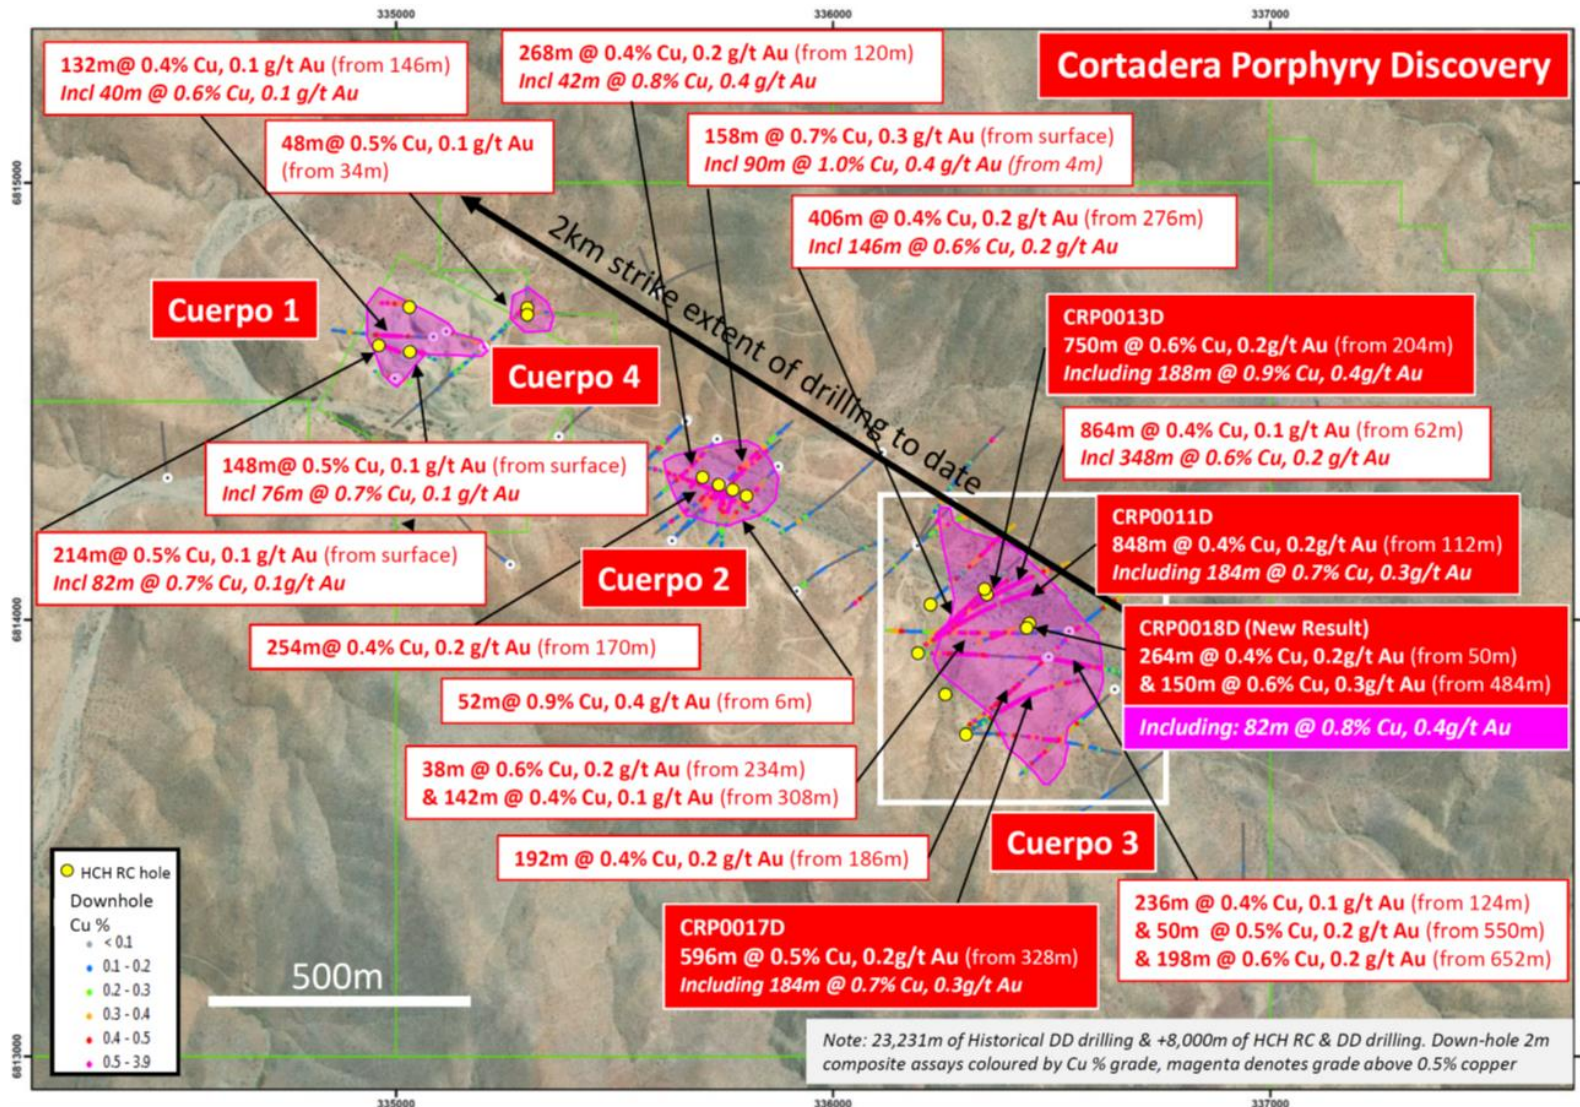 335000
336000
337000
Cortadera Porphyry Discovery
132m@ 0.4% Cu, 0.1 g/t Au (from 146m)
Incl 40m @ 0.6% Cu, 0.1 g/t Au
268m @ 0.4% Cu, 0.2 g/t Au (from 120m)
Incl 42m @ 0.8% Cu, 0.4 g/t Au
48m@ 0.5% Cu, 0.1 g/t Au
(from 34m)
158m @ 0.7% Cu, 0.3 g/t Au (from surface)
Incl 90m @ 1.0% Cu, 0.4 g/t Au (from 4m)
6815000
406m @ 0.4% Cu, 0.2 g/t Au (from 276m)
Incl 146m @ 0.6% Cu, 0.2 g/t Au
2km strike extent of drilling to date
Cuerpo 1
Cuerpo 4
CRP0013D
750m @ 0.6% Cu, 0.2g/t Au (from 204m)
Including 188m @ 0.9% Cu, 0.4g/t Au
864m @ 0.4% Cu, 0.1 g/t Au (from 62m)
Incl 348m @ 0.6% Cu, 0.2 g/t Au
148m@ 0.5% Cu, 0.1 g/t Au (from surface)
Incl 76m @ 0.7% Cu, 0.1 g/t Au
CRP0011D
848m @ 0.4% Cu, 0.2g/t Au (from 112m)
Including 184m @ 0.7% Cu, 0.3g/t Au
214m@ 0.5% Cu, 0.1 g/t Au (from surface)
Incl 82m @ 0.7% Cu, 0.1g/t Au
Cuerpo 2
6814000
CRP0018D (New Result)
264m @ 0.4% Cu, 0.2g/t Au (from 50m)
& 150m @ 0.6% Cu, 0.3g/t Au (from 484m)
Including: 82m @ 0.8% Cu, 0.4g/t Au
254m@ 0.4% Cu, 0.2 g/t Au (from 170m)
52m@ 0.9% Cu, 0.4 g/t Au (from 6m)
38m @ 0.6% Cu, 0.2 g/t Au (from 234m)
& 142m @ 0.4% Cu, 0.1 g/t Au (from 308m)
Cuerpo 3
192m @ 0.4% Cu, 0.2 g/t Au (from 186m)
236m @ 0.4% Cu, 0.1 g/t Au (from 124m)
& 50m @ 0.5% Cu, 0.2 g/t Au (from 550m)
& 198m @ 0.6% Cu, 0.2 g/t Au (from 652m)
CRP0017D
596m @ 0.5% Cu, 0.2g/t Au (from 328m)
Including 184m @ 0.7% Cu, 0.3g/t Au
HCH RC hole
Downhole
Cu %
< 0.1
0.1 - 0.2
0.2 - 0.3
0.3 - 0.4
0.4 - 0.5
0.5 - 3.9
500m
Note: 23,231m of Historical DD drilling & +8,000m of HCH RC & DD drilling. Down-hole 2m
composite assays coloured by Cu % grade, magenta denotes grade above 0.5% copper
6813000
335000
336000
337000